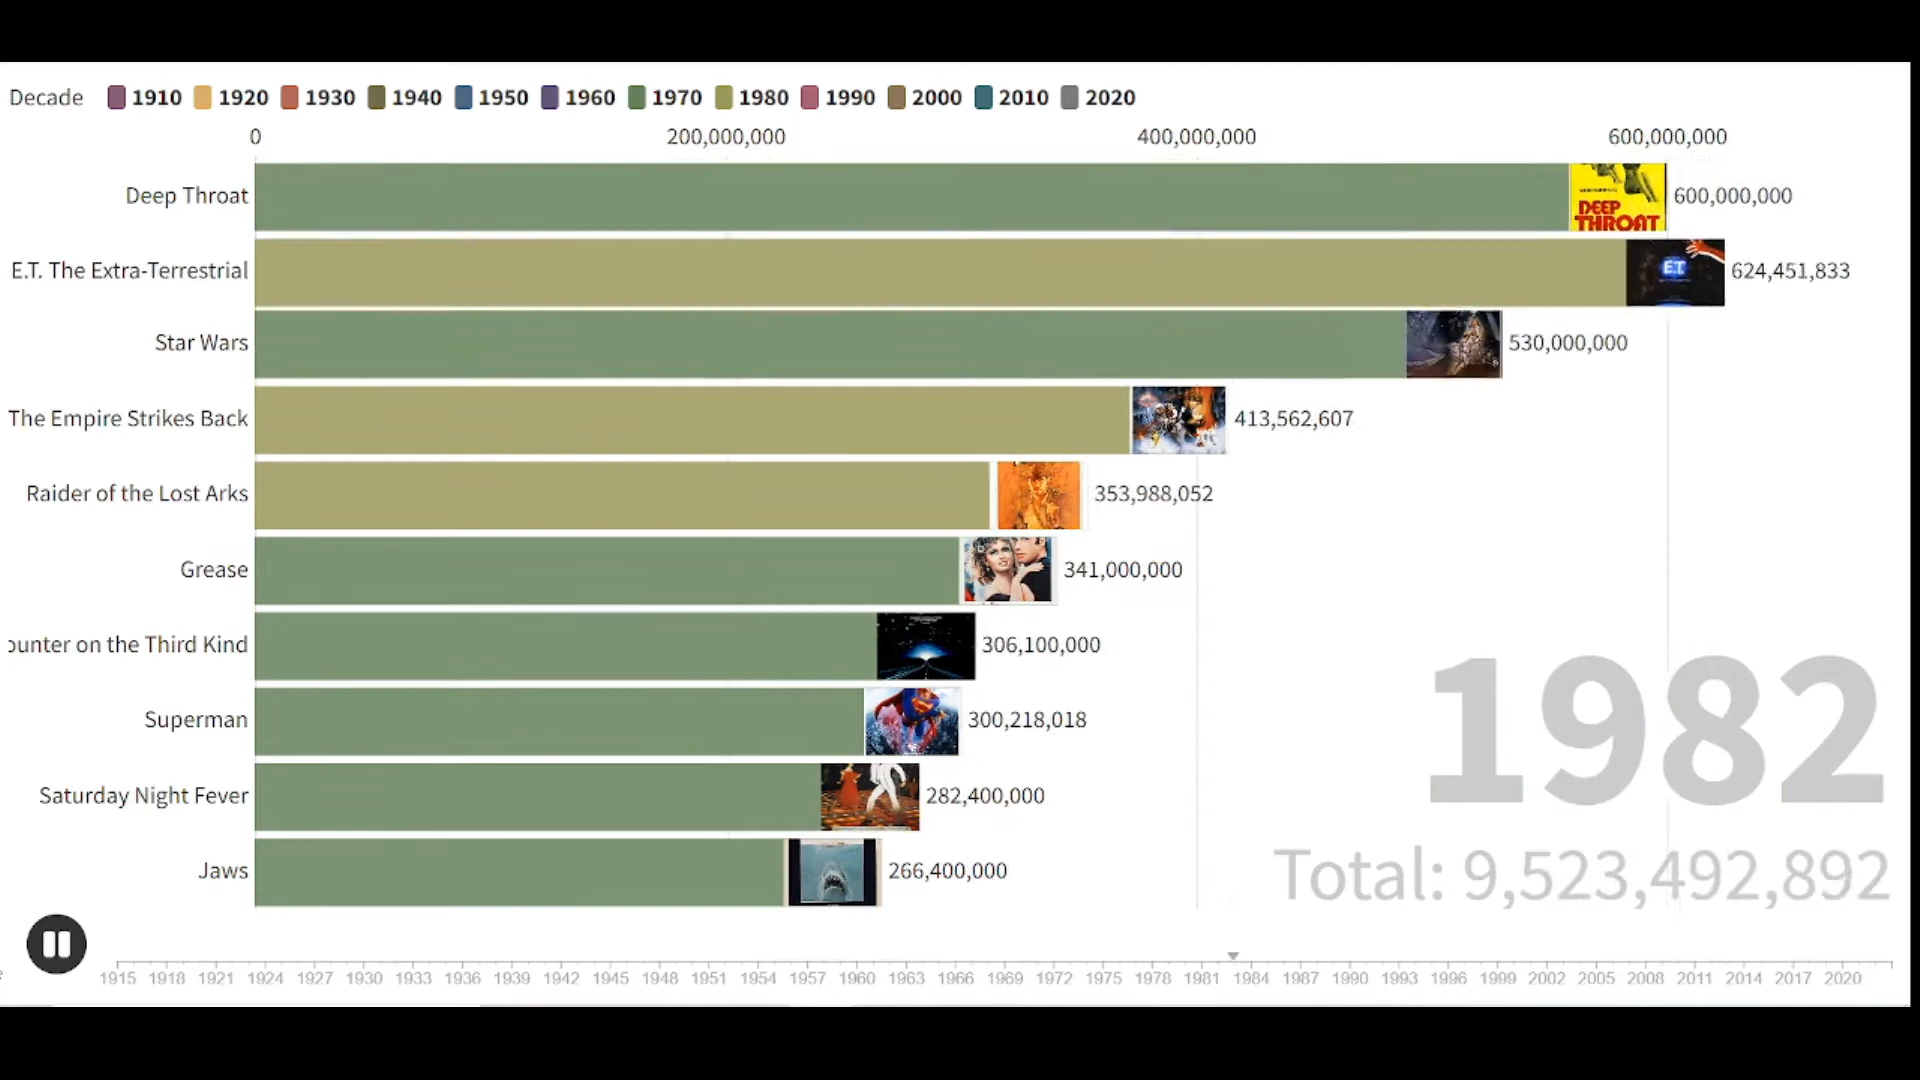 Decade 1910 1920 1930 1940 1950 1960 1970 1980 1990 2000 2010 2020
0 200,000,000 400,000,000 600,000,000
Deep Throat DEEP THROAT 600,000,000
E.T. The Extra-Terrestrial E.T. 624,451,833
Star Wars 530,000,000
The Empire Strikes Back 413,562,607
Raider of the Lost Arks 353,988,052
Grease 341,000,000
ounter on the Third Kind 306,100,000
Superman 300,218,018
Saturday Night Fever 282,400,000
Jaws 266,400,000
1982
Total: 9,523,492,892
1915 1918 1921 1924 1927 1930 1933 1936 1939 1942 1945 1948 1951 1954 1957 1960 1963 1966 1969 1972 1975 1978 1981 1984 1987 1990 1993 1996 1999 2002 2005 2008 2011 2014 2017 2020